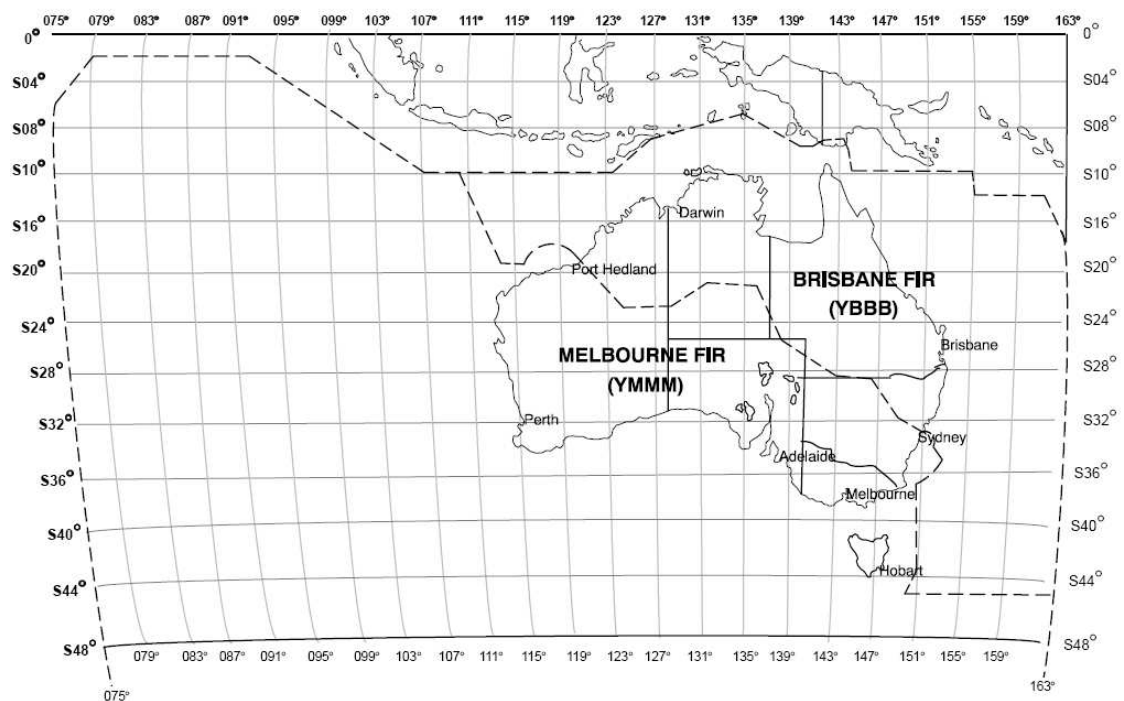 075° 079° 083° 087° 091° 095° 099° 103° 107° 115° 119° 123° 127° 131° 135° 139° 143° 147° 151° 155° 159° 163°
0° 0°
S04° S04°
S08° S08°
S10° S10°
Darwin
S16° S16°
Port Hedland
S20° S20°
BRISBANE FIR
(YBBB)
S24° S24°
Brisbane
MELBOURNE FIR
S28° S28°
(YMMM)
Perth
S32° S32°
Sydney
Adelaide
S36° S36°
Melbourne
S40° S40°
Hobart
S44° S44°
S48° S48°
079° 083° 087° 091° 095° 099° 103° 107° 111° 115° 119° 123° 127° 131° 135° 139° 143° 147° 151° 155° 159°
075° 163°